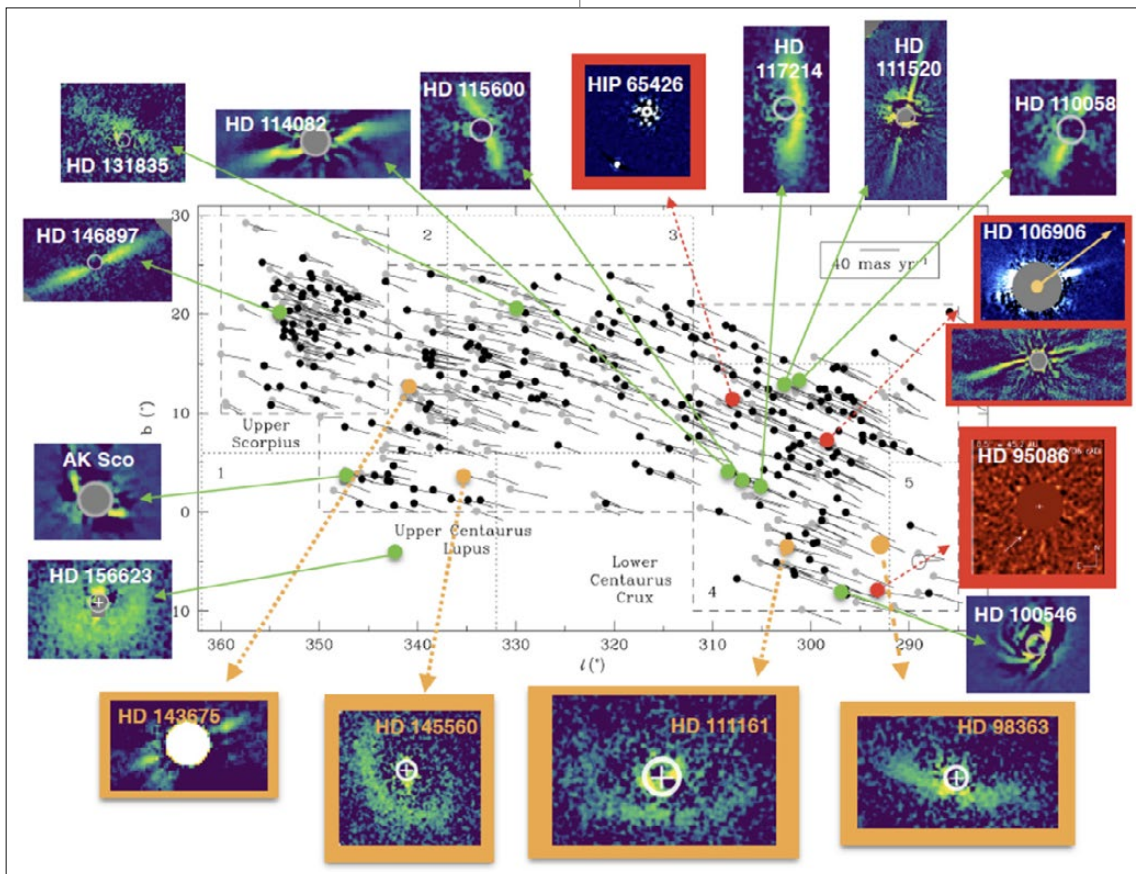 HD 115600
HIP 65426
HD
117214
HD
111520
HD 110058
HD 131835
HD 114082
HD 146897
HD 106906
30
2
3
40 mas yr⁻¹
20
b (°)
10
Upper
Scorpius
AK Sco
1
0
Upper Centaurus
Lupus
5
HD 95086
HD 156623
Lower
Centaurus
Crux
4
10
HD 100546
360
350
340
330
320
310
300
290
l (°)
HD 143675
HD 145560
HD 111161
HD 98363